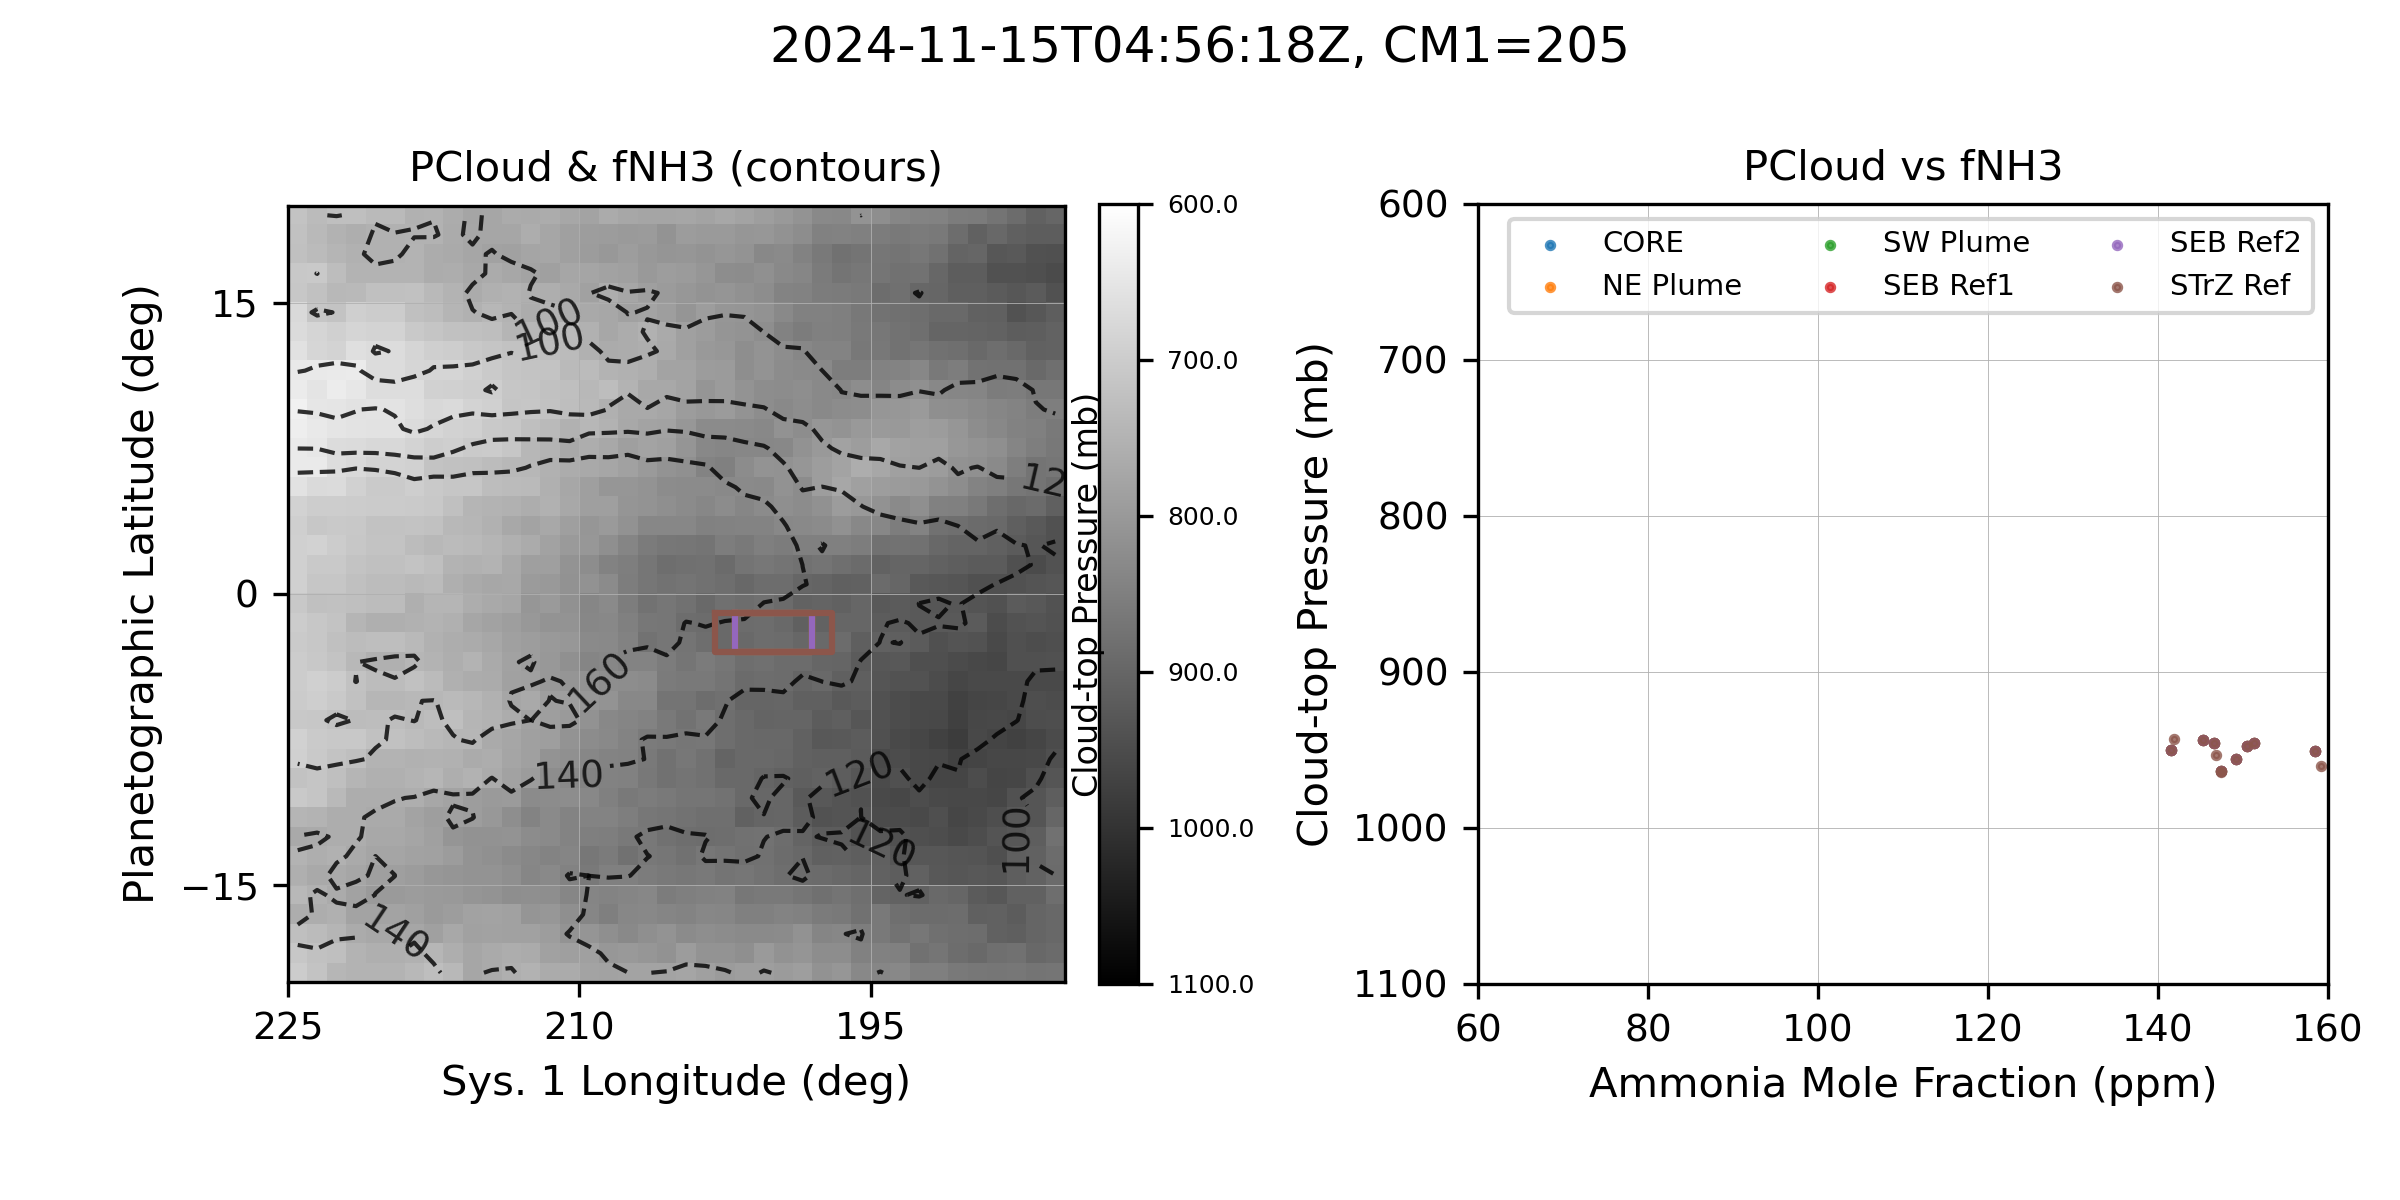 2024-11-15T04:56:18Z, CM1=205
PCloud & fNH3 (contours)
Planetographic Latitude (deg)
15
0
−15
100
100
12
160
140
120
120
100
140
225
210
195
Sys. 1 Longitude (deg)
Cloud-top Pressure (mb)
600.0
700.0
800.0
900.0
1000.0
1100.0
PCloud vs fNH3
Cloud-top Pressure (mb)
600
700
800
900
1000
1100
CORE
NE Plume
SW Plume
SEB Ref1
SEB Ref2
STrZ Ref
60
80
100
120
140
160
Ammonia Mole Fraction (ppm)